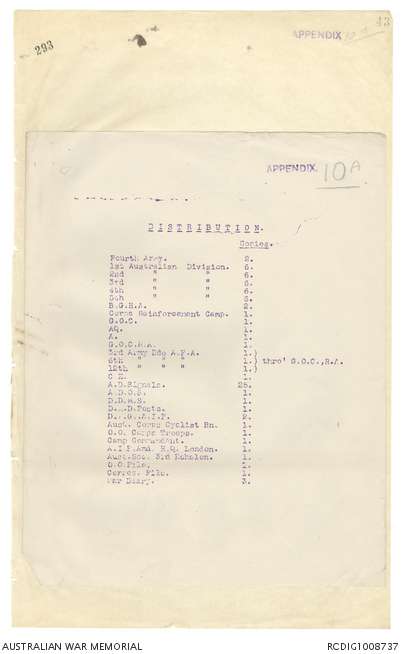 43
APPENDIX 10A
293
APPENDIX. 10A
DISTRIBUTION.
Copies.
Fourth Army. 2.
1st Australian Division. 6.
2nd " " 6.
3rd " " 6.
4th " " 6.
5th " " 6.
B.G.H.A. 2.
Corps Reinforcement Camp. 1.
G.O.C. 1.
AQ. 1.
A. 1.
G.O.C.R.A. 1.
3rd Army Bde A.F.A. 1.)
6th " " " 1.) thro' G.O.C.,R.A.
12th " " " 1.)
C E. 1.
A.D.Signals. 26.
A.D.O.S. 1.
D.D.M.S. 1.
D.A.D.Posts. 1.
A.I.F. 2.
Aust. Corps Cyclist Bn. 1.
O.O. Corps Troops. 1.
Camp Commandant. 1.
A.I.F.Adm. H.Q. London. 1.
Aust.Sec. 3rd Echelon. 1.
G.O.File. 1.
Corres. File. 1.
War Diary. 3.
AUSTRALIAN WAR MEMORIAL
RCDIG1008737